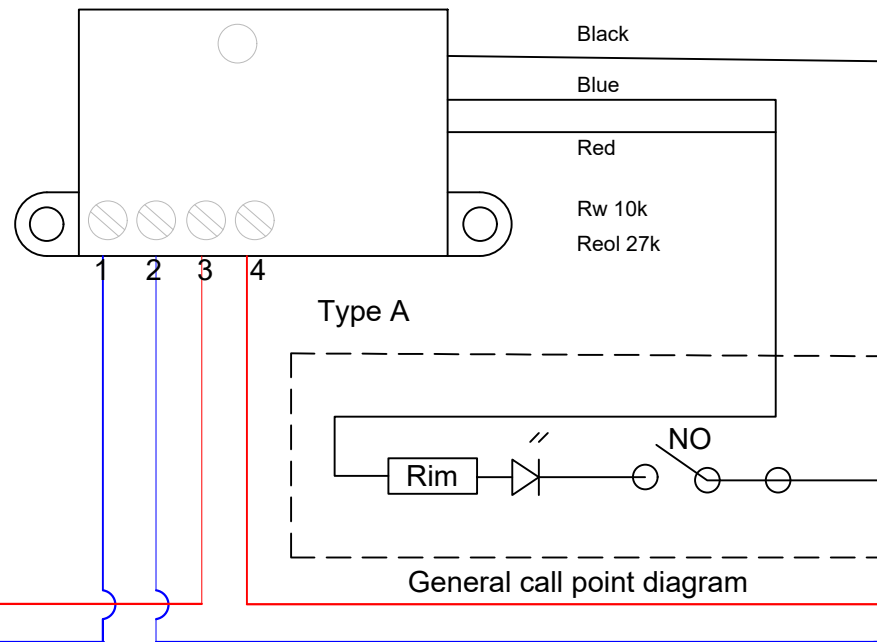 Black
Blue
Red
Rw 10k
Reol 27k
1 2 3 4
Type A
NO
Rim
General call point diagram